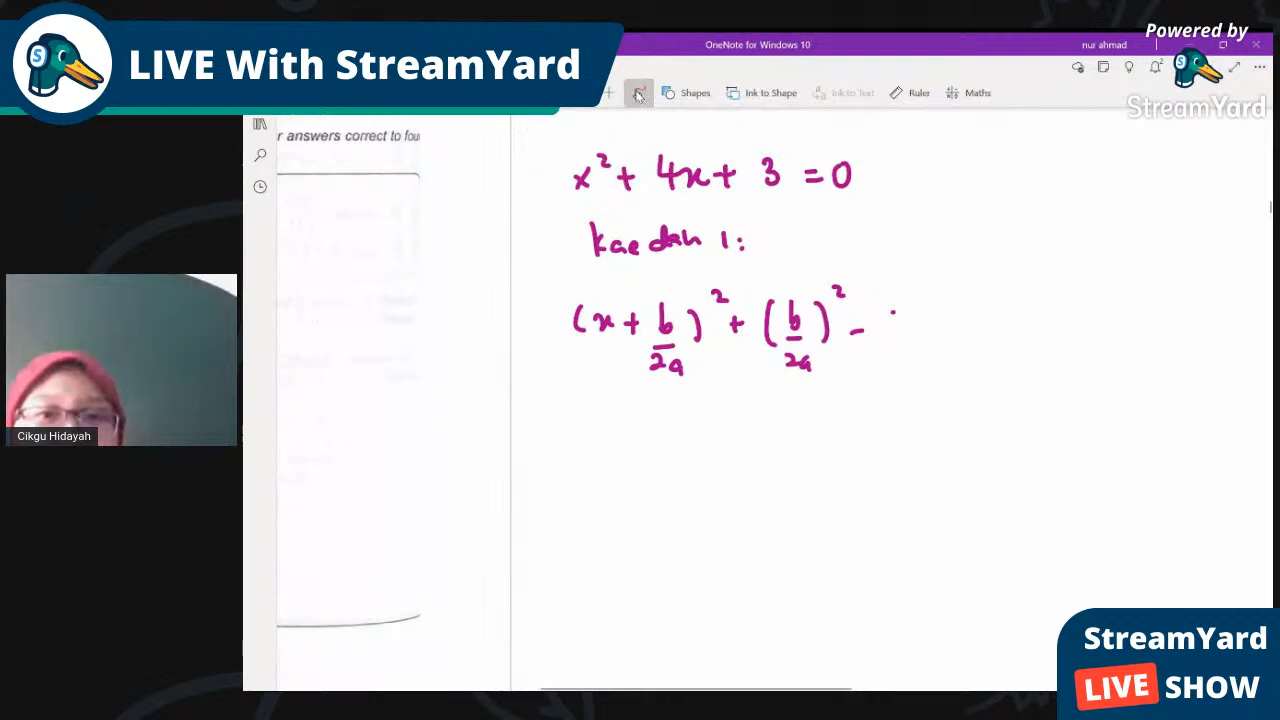 Powered by
LIVE With StreamYard
OneNote for Windows 10
nur ahmad
StreamYard
Shapes
Ink to Shape
Ink to Text
Ruler
Maths
r answers correct to fou
x² + 4x + 3 = 0
Kaedah 1:
(x + b/2a)² + (b/2a)² -
Cikgu Hidayah
StreamYard
LIVE SHOW